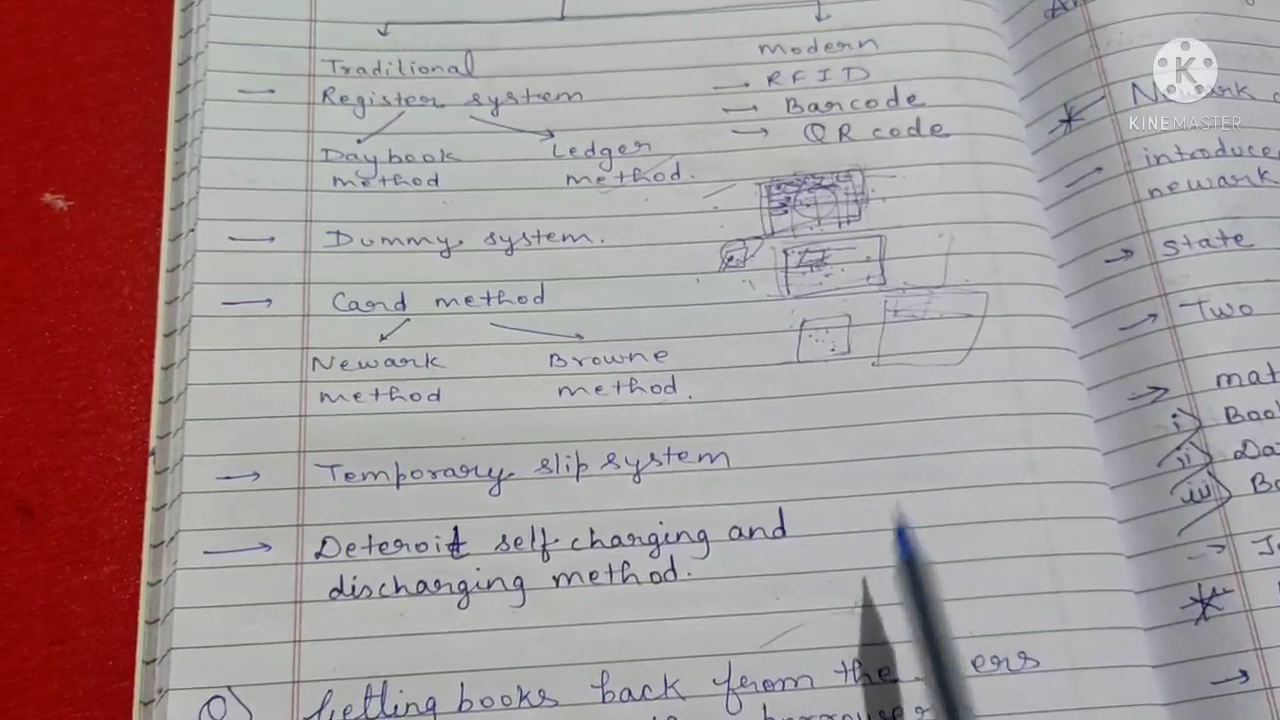 Traditional
Register system
Daybook method
Ledger method.
Dummy system.
Card method
Newark method
Browne method.
Temporary slip system
Deteroit self charging and
discharging method.
Modern
RFID
Barcode
QR code
Getting books back from the
KINEMASTER
introduce
newark
state
Two
i)
ii)
iii)